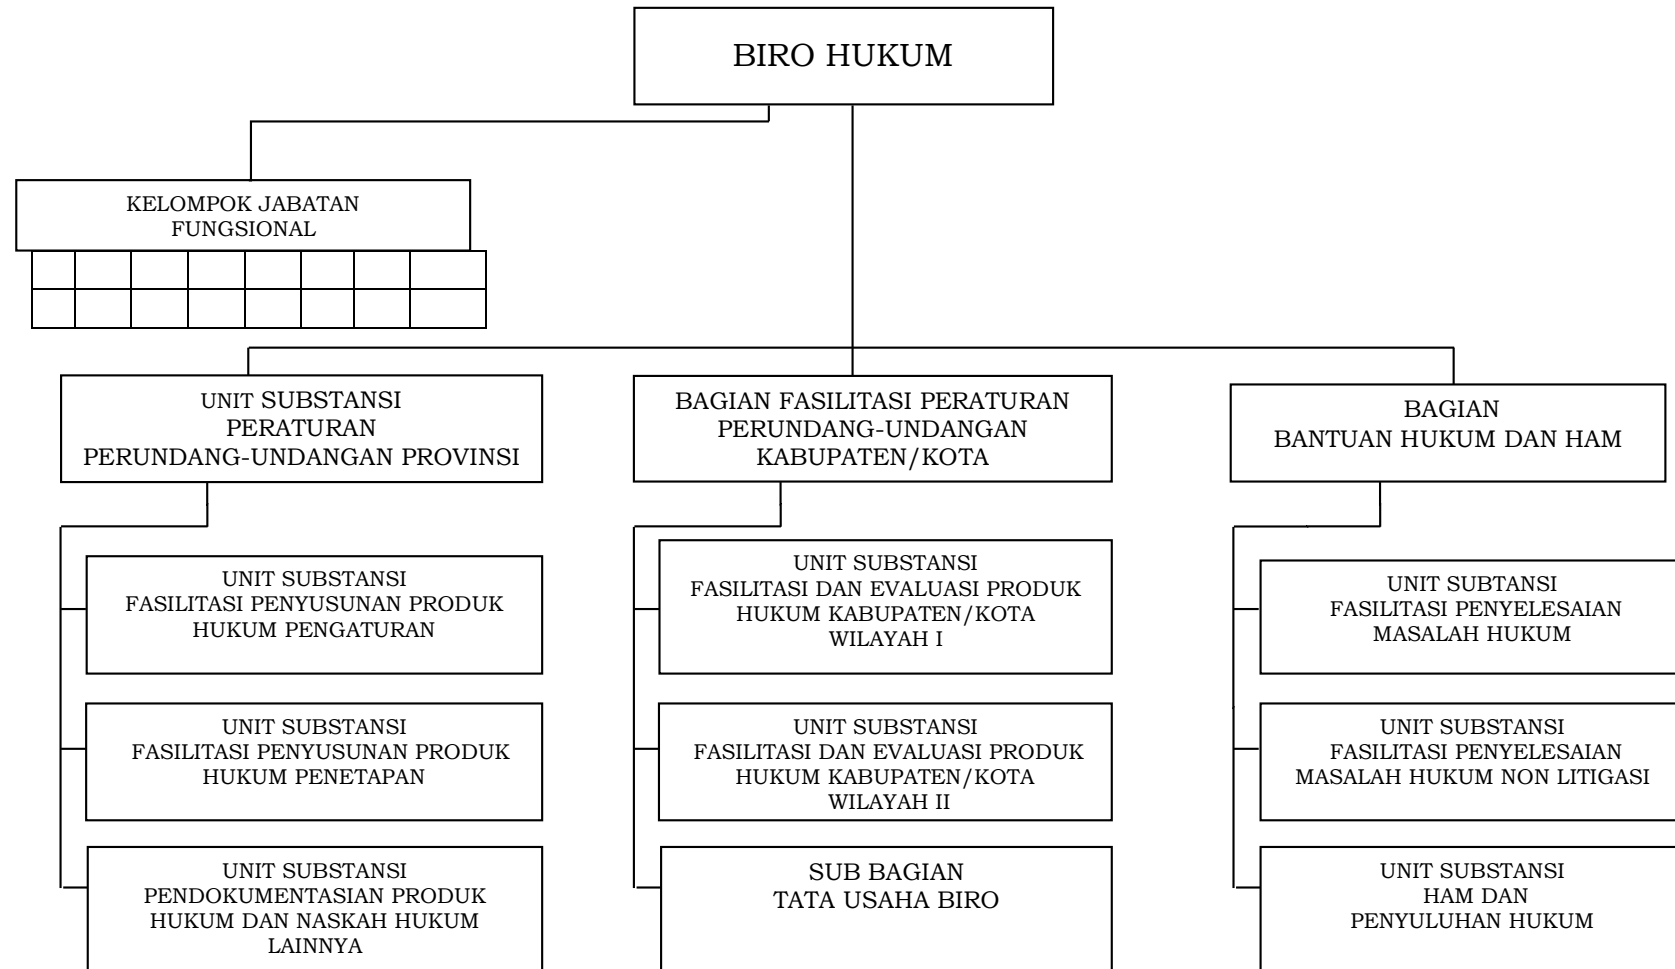 BIRO HUKUM
KELOMPOK JABATAN
FUNGSIONAL
UNIT SUBSTANSI
PERATURAN
PERUNDANG-UNDANGAN PROVINSI
BAGIAN FASILITASI PERATURAN
PERUNDANG-UNDANGAN
KABUPATEN/KOTA
BAGIAN
BANTUAN HUKUM DAN HAM
UNIT SUBSTANSI
FASILITASI PENYUSUNAN PRODUK
HUKUM PENGATURAN
UNIT SUBSTANSI
FASILITASI DAN EVALUASI PRODUK
HUKUM KABUPATEN/KOTA
WILAYAH I
UNIT SUBTANSI
FASILITASI PENYELESAIAN
MASALAH HUKUM
UNIT SUBSTANSI
FASILITASI PENYUSUNAN PRODUK
HUKUM PENETAPAN
UNIT SUBSTANSI
FASILITASI DAN EVALUASI PRODUK
HUKUM KABUPATEN/KOTA
WILAYAH II
UNIT SUBSTANSI
FASILITASI PENYELESAIAN
MASALAH HUKUM NON LITIGASI
UNIT SUBSTANSI
PENDOKUMENTASIAN PRODUK
HUKUM DAN NASKAH HUKUM
LAINNYA
SUB BAGIAN
TATA USAHA BIRO
UNIT SUBSTANSI
HAM DAN
PENYULUHAN HUKUM